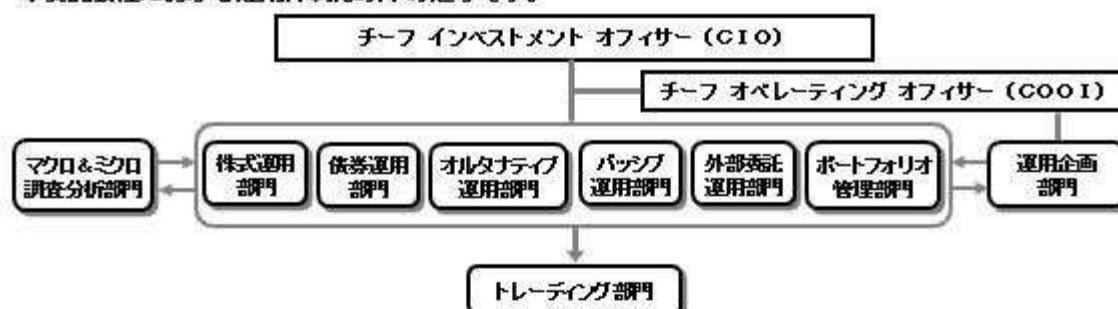 チーフ インベストメント オフィサー (CIO)
チーフ オペレーティング オフィサー (COOI)
マクロ&ミクロ
調査分析部門
株式運用
部門
債券運用
部門
オルタナティブ
運用部門
パッシブ
運用部門
外部委託
運用部門
ポートフォリオ
管理部門
運用企画
部門
トレーディング部門